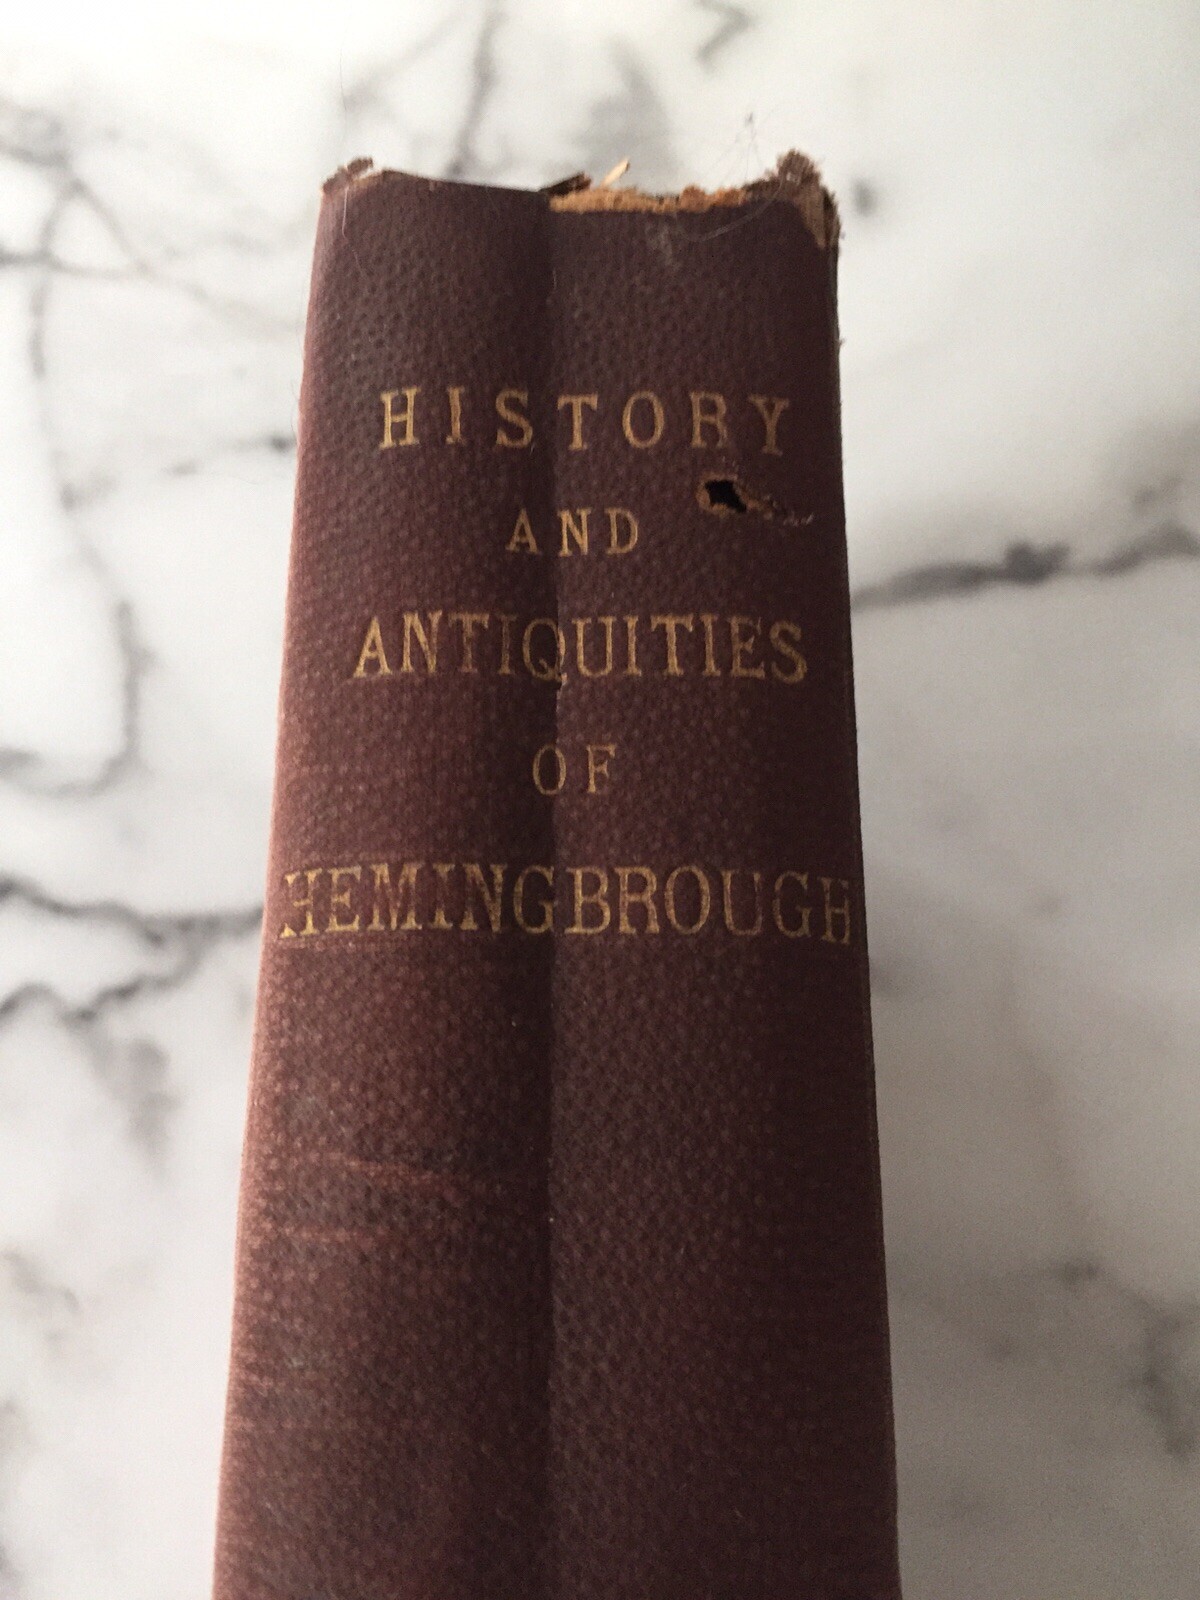 HISTORY
AND
ANTIQUITIES
OF
HEMINGBROUGH